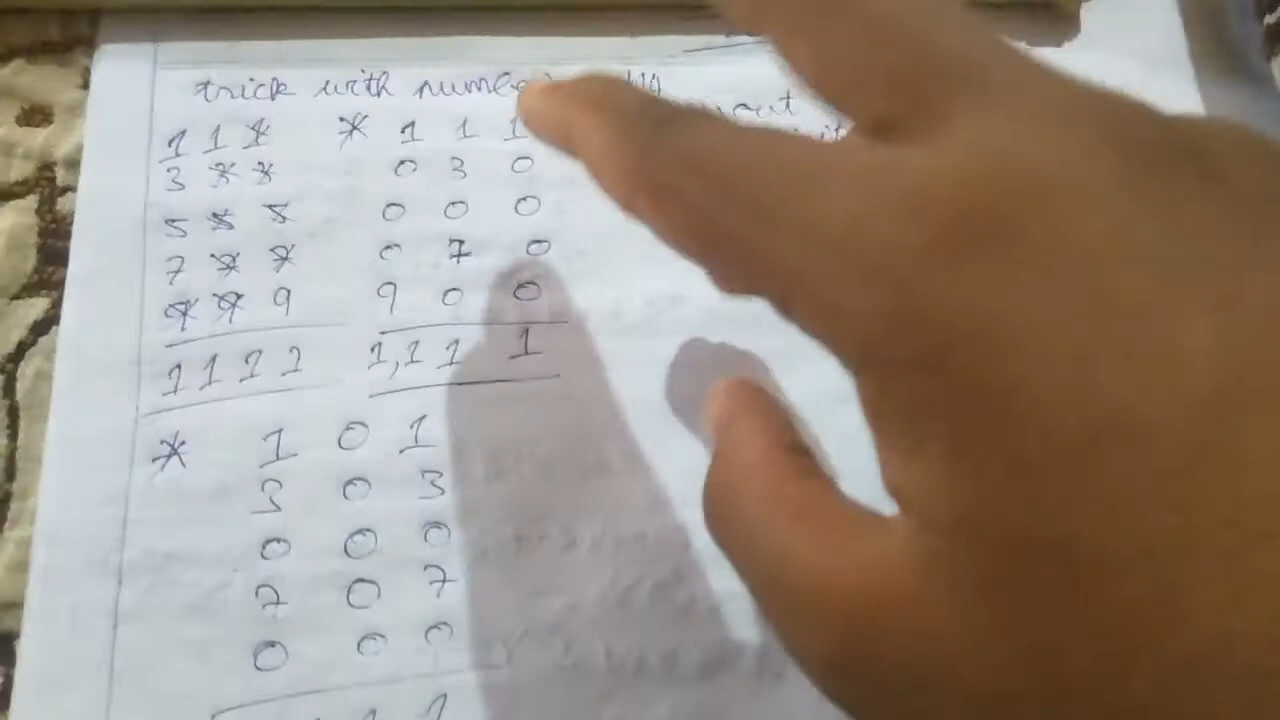 trick with
1 1 * * 1 1 1
3 * * 0 3 0
5 * * 0 0 0
7 * * 0 7 0
* * 9 9 0 0
1 1 1 1 1,1 1 1
* 1 0 1
3 0 3
0 0 0
7 0 7
0 0 0
1 1